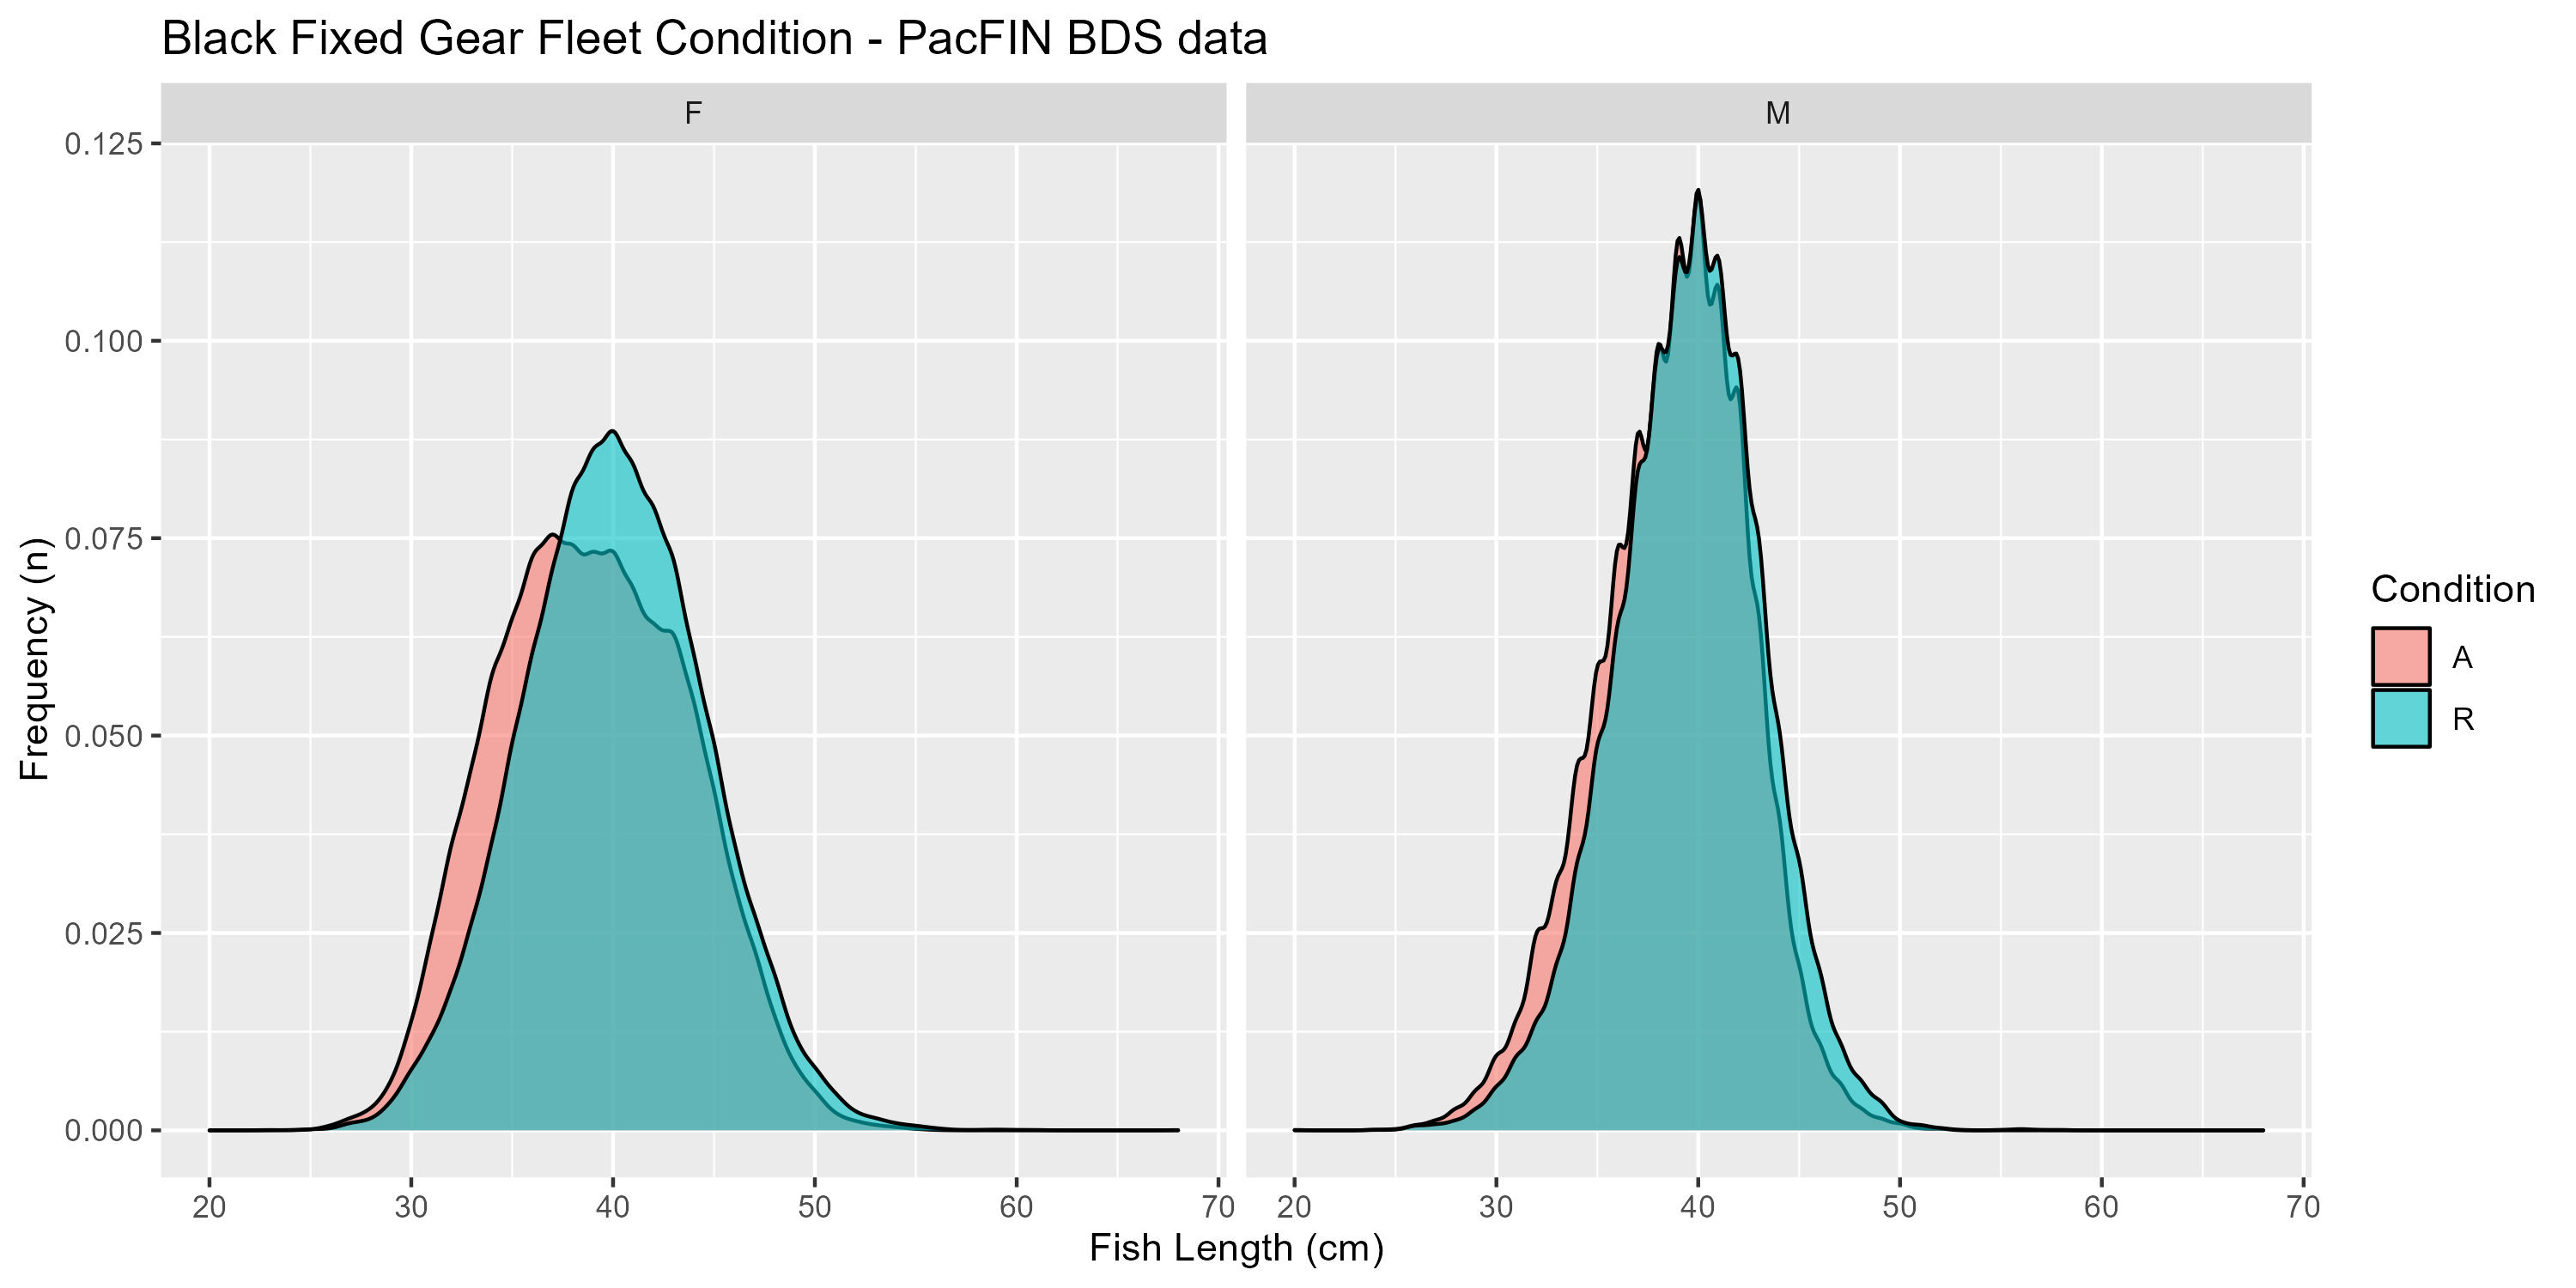 Black Fixed Gear Fleet Condition - PacFIN BDS data
F
M
0.125
0.100
0.075
0.050
0.025
0.000
Frequency (n)
20 30 40 50 60 70
20 30 40 50 60 70
Fish Length (cm)
Condition
A
R